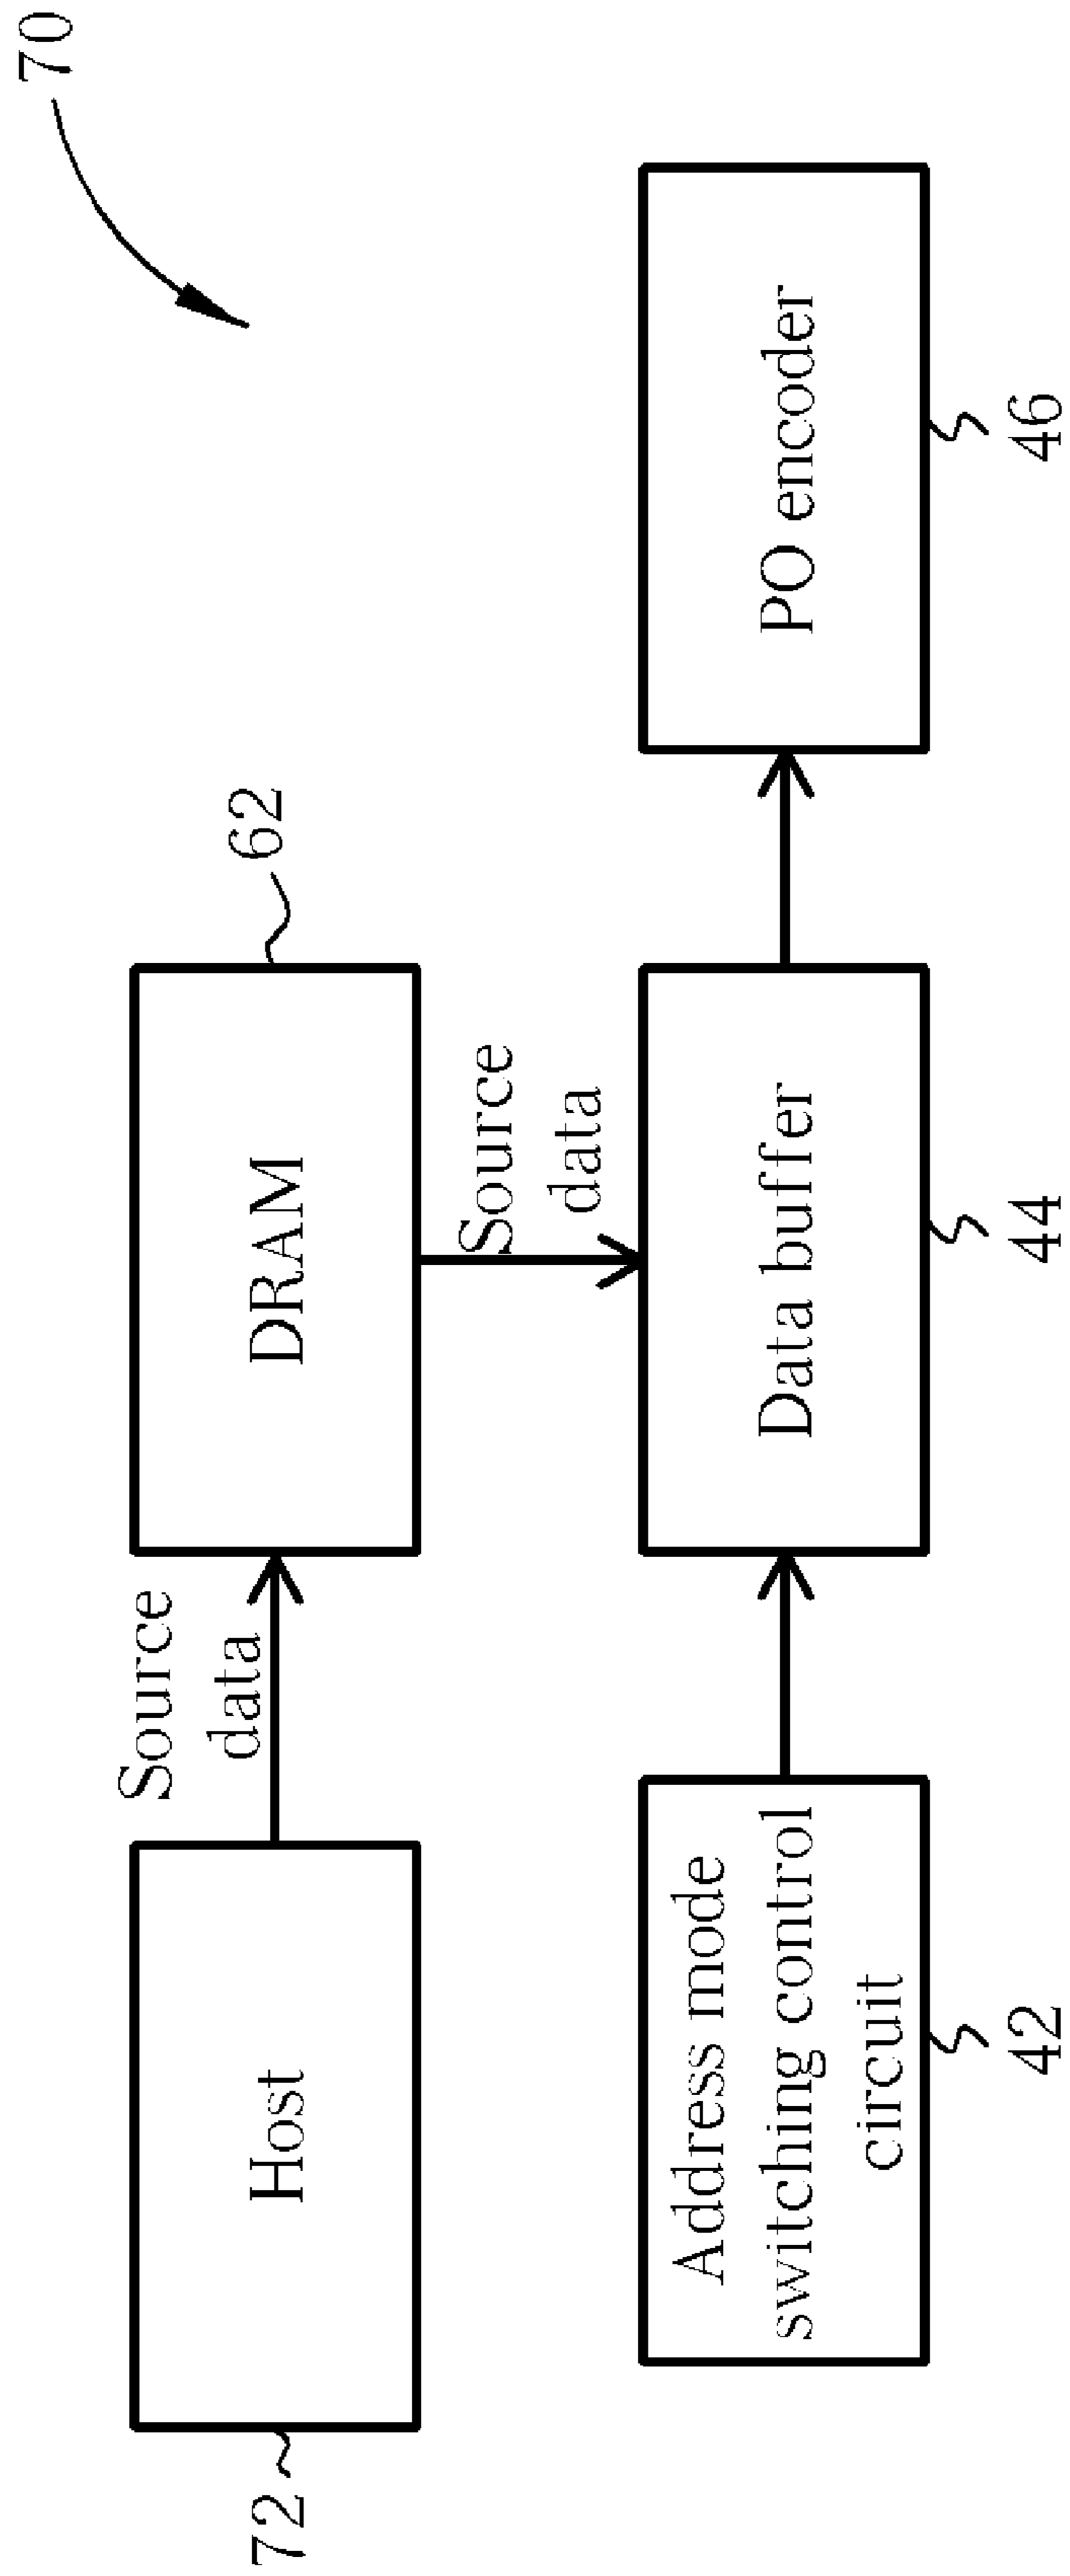 70
Source
data
62
72
Host
DRAM
Source
data
Address mode
switching control
circuit
Data buffer
PO encoder
42
44
46